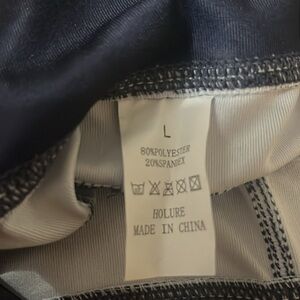 L
80%POLYESTER
20%SPANDEX
HOLURE
MADE IN CHINA